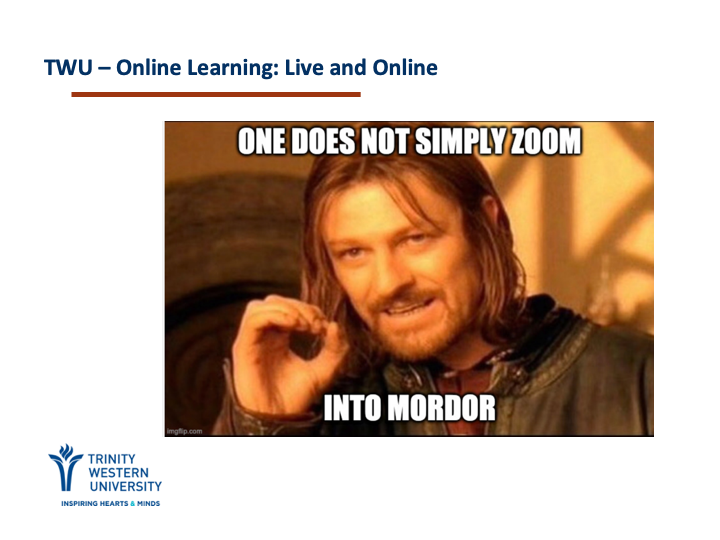 TWU – Online Learning: Live and Online
ONE DOES NOT SIMPLY ZOOM
INTO MORDOR
imgflip.com
TRINITY
WESTERN
UNIVERSITY
INSPIRING HEARTS & MINDS